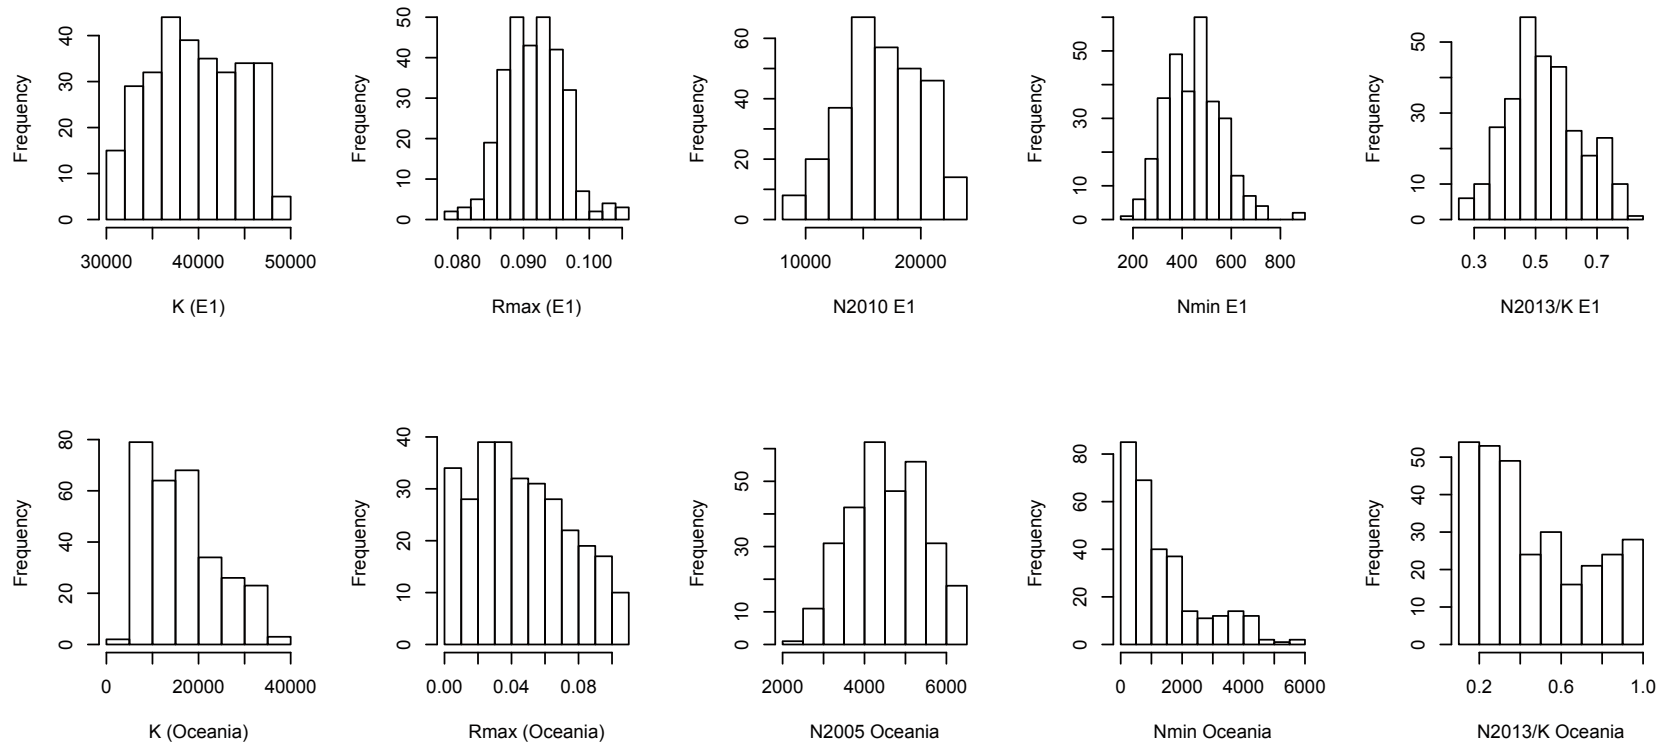 Frequency
0 10 20 30 40
30000 40000 50000
K (E1)
Frequency
0 10 20 30 40 50
0.080 0.090 0.100
Rmax (E1)
Frequency
0 20 40 60
10000 20000
N2010 E1
Frequency
0 10 30 50
200 400 600 800
Nmin E1
Frequency
0 10 30 50
0.3 0.5 0.7
N2013/K E1
Frequency
0 20 40 60 80
0 20000 40000
K (Oceania)
Frequency
0 10 20 30 40
0.00 0.04 0.08
Rmax (Oceania)
Frequency
0 10 30 50
2000 4000 6000
N2005 Oceania
Frequency
0 20 40 60 80
0 2000 4000 6000
Nmin Oceania
Frequency
0 10 20 30 40 50
0.2 0.6 1.0
N2013/K Oceania